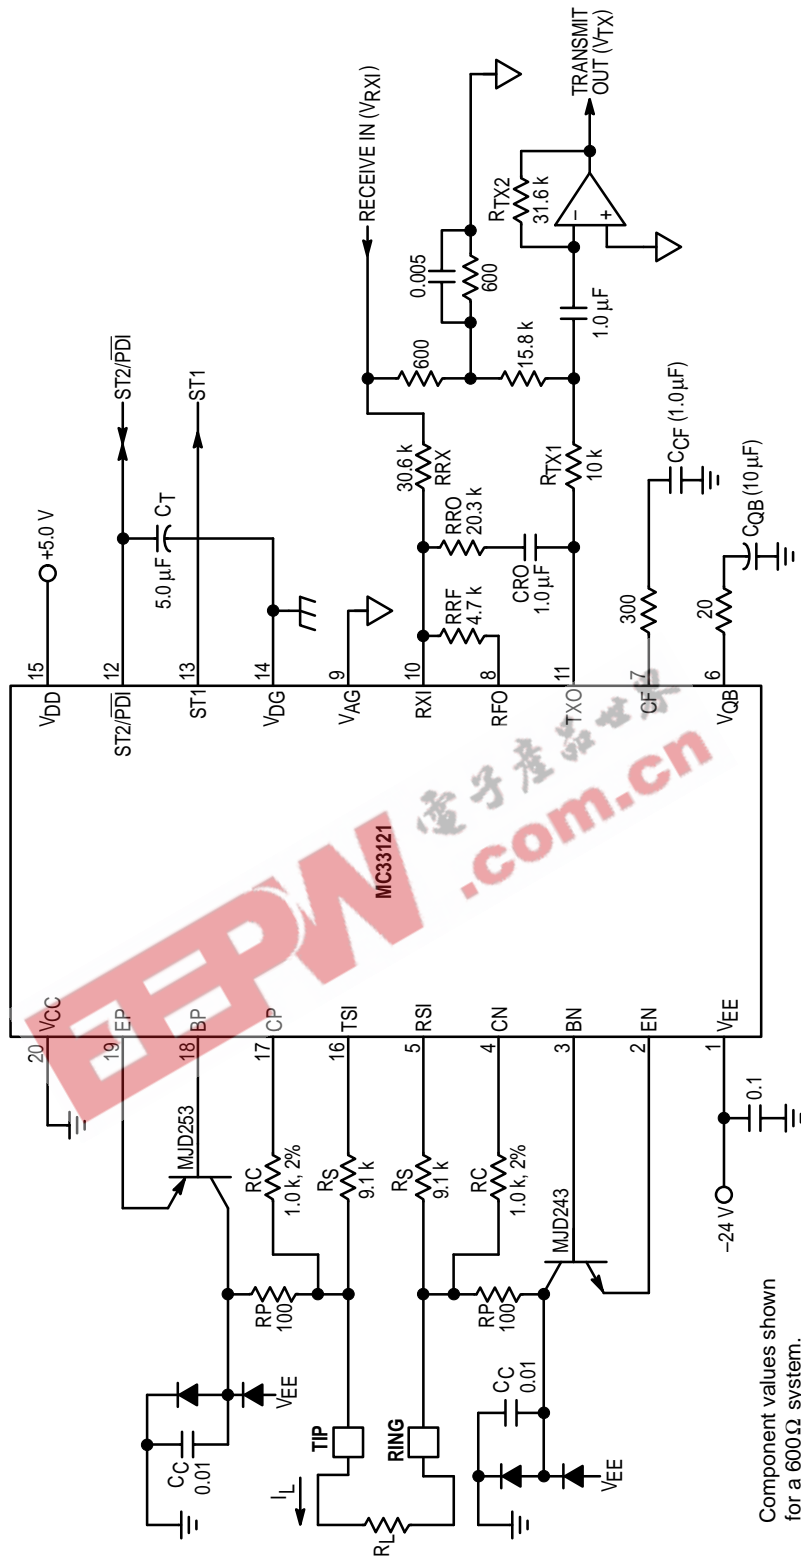 RECEIVE IN (VRXI)
TRANSMIT
OUT (VTX)
RTX2
31.6 k
–
+
0.005
600
1.0 µF
600
15.8 k
ST2/PDI
ST1
+5.0 V
CT
5.0 µF
30.6 k
RRX
RRO
20.3 k
CRO
1.0 µF
RRF
4.7 k
RTX1
10 k
CCF (1.0 µF)
300
CQB (10 µF)
20
15
12
13
14
9
10
8
11
7
6
VDD
ST2/PDI
ST1
VDG
VAG
RXI
RFO
TXO
CF
VQB
MC33121
電子產品世界
EEPW
.com.cn
VCC
EP
BP
CP
TSI
RSI
CN
BN
EN
VEE
20
19
18
17
16
5
4
3
2
1
MJD253
RC
1.0 k, 2%
RS
9.1 k
RS
9.1 k
RC
1.0 k, 2%
MJD243
0.1
–24 V
RP
100
RP
100
CC
0.01
VEE
TIP
RING
IL
RL
CC
0.01
VEE
Component values shown
for a 600Ω system.